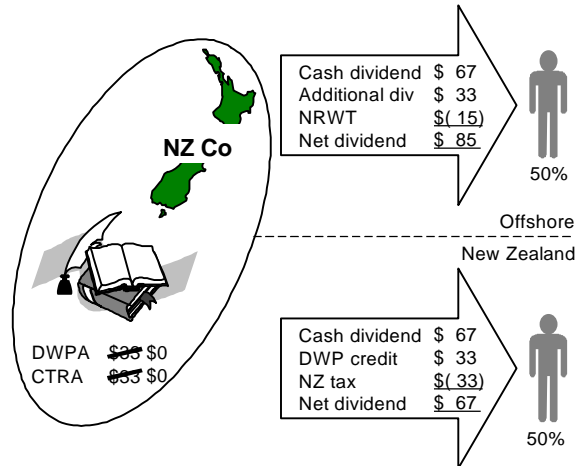 Cash dividend $ 67
Additional div $ 33
NRWT $( 15)
Net dividend $ 85
50%
NZ Co
Offshore
New Zealand
DWPA $33 $0
CTRA $33 $0
Cash dividend $ 67
DWP credit $ 33
NZ tax $( 33)
Net dividend $ 67
50%